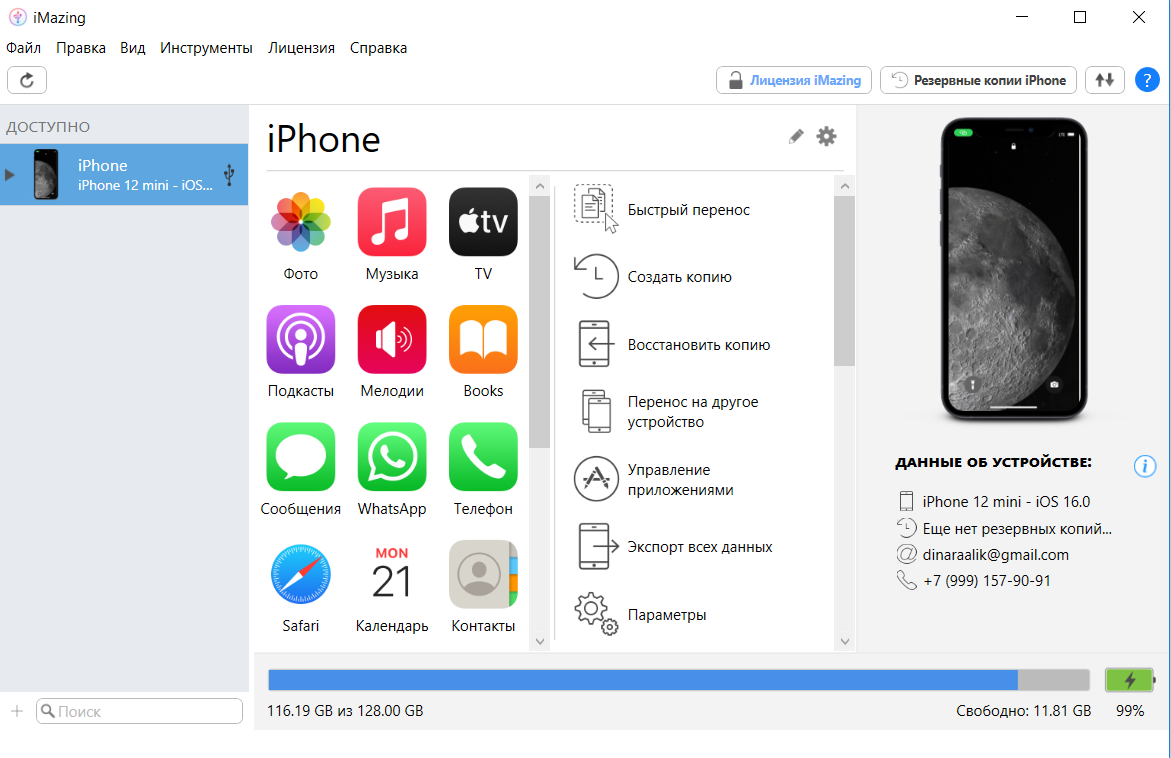 iMazing
Файл Правка Вид Инструменты Лицензия Справка
Лицензия iMazing
Резервные копии iPhone
?
ДОСТУПНО
iPhone
iPhone 12 mini - iOS...
Поиск
iPhone
Фото
Музыка
tv
TV
Подкасты
Мелодии
Books
Сообщения
WhatsApp
Телефон
Safari
MON
21
Календарь
Контакты
Быстрый перенос
Создать копию
Восстановить копию
Перенос на другое
устройство
Управление
приложениями
Экспорт всех данных
Параметры
ДАННЫЕ ОБ УСТРОЙСТВЕ:
iPhone 12 mini - iOS 16.0
Еще нет резервных копий...
dinaraalik@gmail.com
+7 (999) 157-90-91
116.19 GB из 128.00 GB
Свободно: 11.81 GB
99%